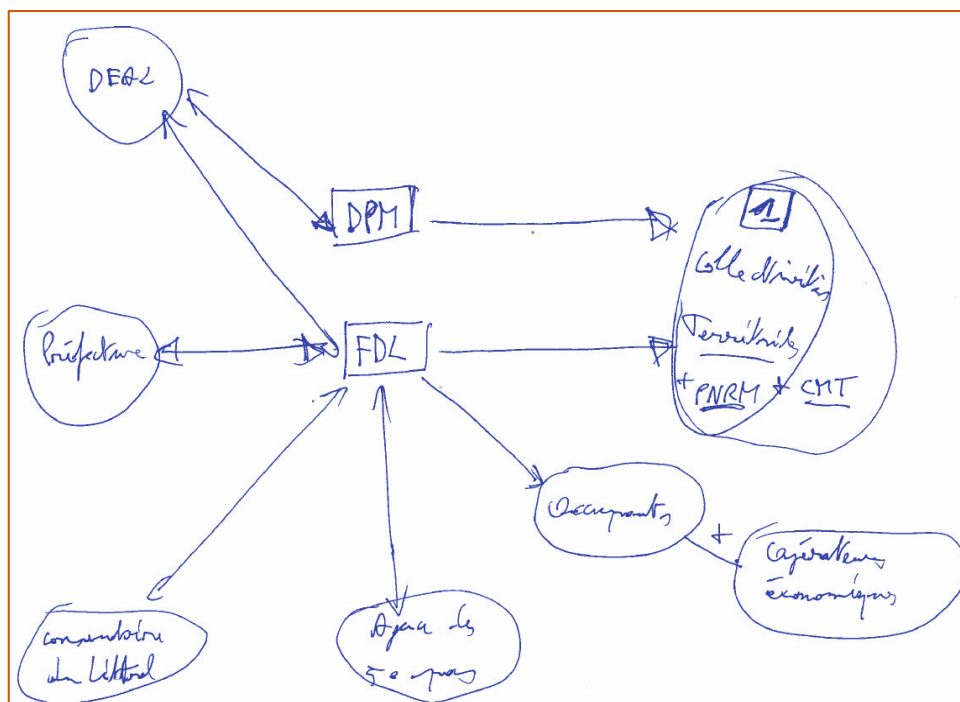 DEAL
DPM
1
Collectivités
Territoriales
+ PNRM + CMT
Préfecture
FDL
Occupants
+
opérateurs
économiques
conservatoire
du Littoral
Agence des
50 pas